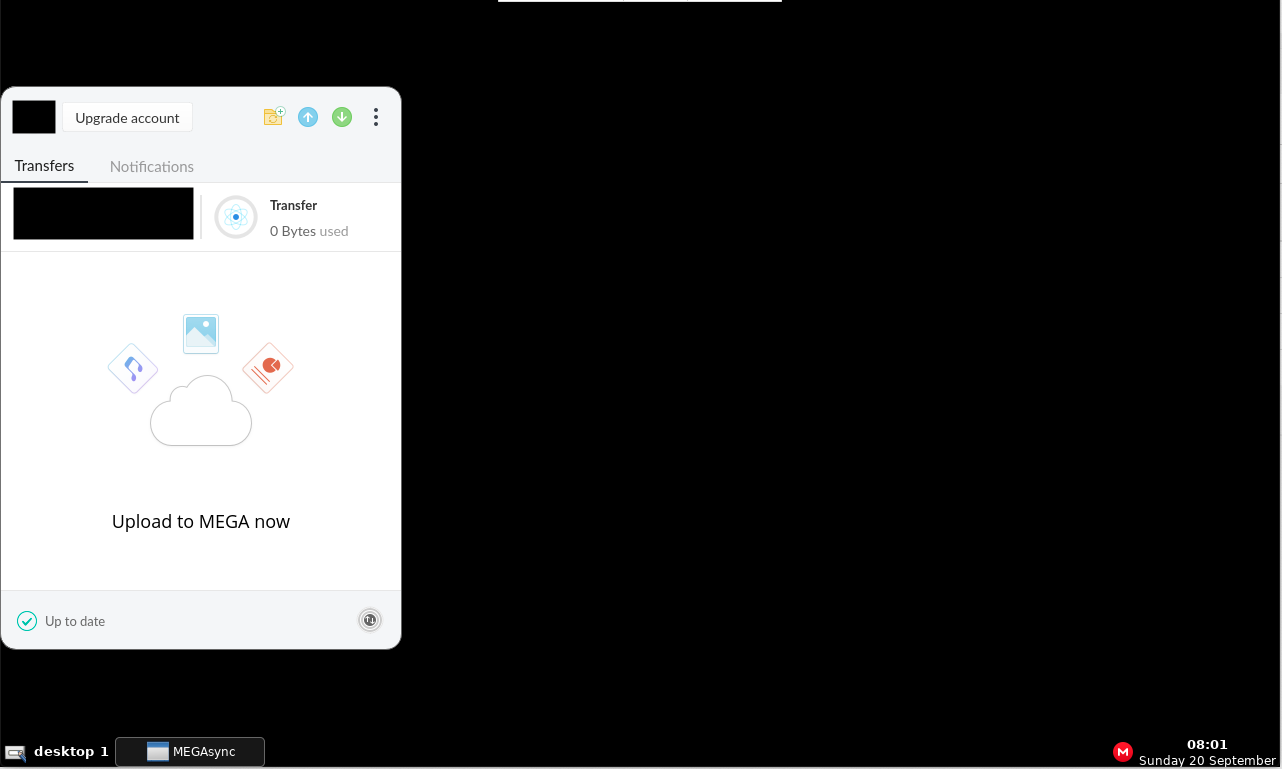 Upgrade account
Transfers Notifications
Transfer
0 Bytes used
Upload to MEGA now
Up to date
desktop 1
MEGAsync
M
08:01
Sunday 20 September